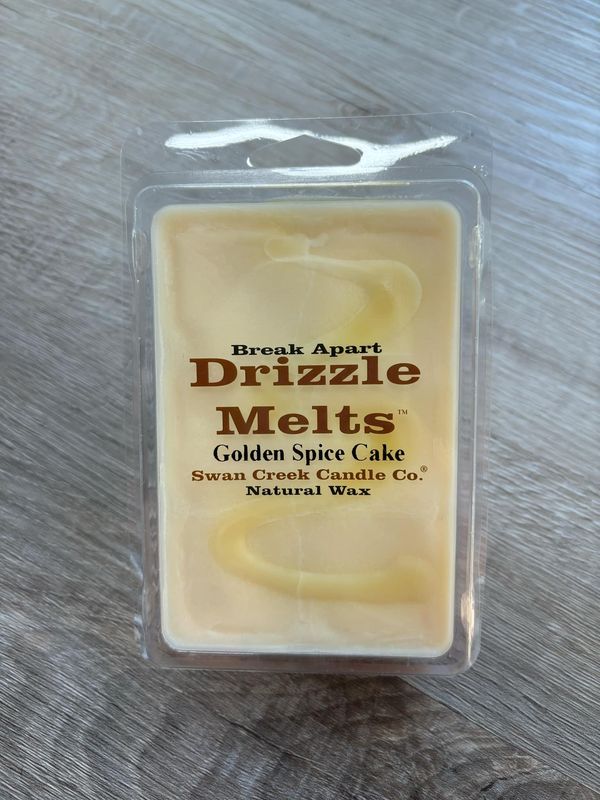 Break Apart
Drizzle
Melts™
Golden Spice Cake
Swan Creek Candle Co.®
Natural Wax